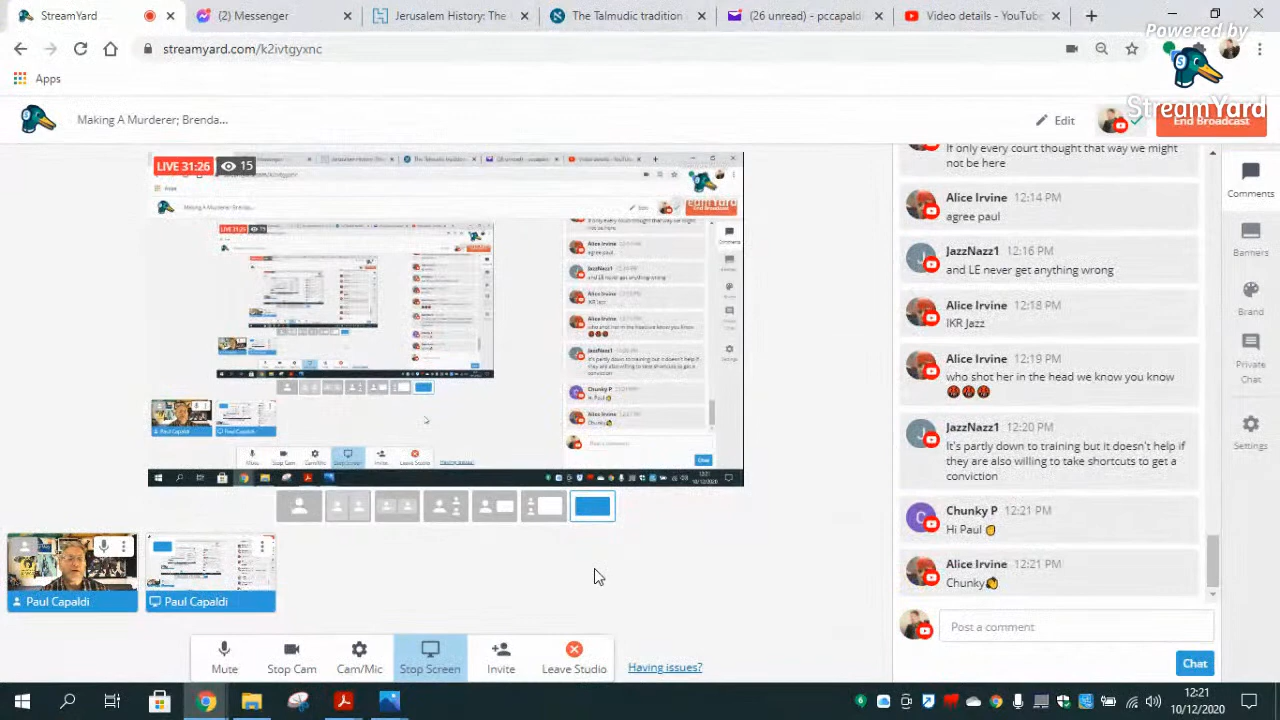 StreamYard
(2) Messenger
Jerusalem History: The
The Talmudic tradition
(26 unread) - pccapaldi
Video details - YouTube
Powered by
StreamYard
streamyard.com/k2ivtgyxnc
Apps
Making A Murderer; Brenda...
Edit
End Broadcast
LIVE 31:26
15
If only every court thought that way we might
not be here
Alice Irvine 12:14 PM
agree paul
JazzNazz1 12:18 PM
and LE never got anything wrong
Alice Irvine 12:18 PM
IKR Jazz
Alice Irvine 12:19 PM
who shot her in the head we know you know
JazzNazz1 12:20 PM
it's partly down to training but it doesn't help if
they are also willing to take shortcuts to get a
conviction
Chunky P 12:21 PM
Hi Paul
Alice Irvine 12:21 PM
Chunky
Post a comment
Chat
Comments
Banners
Brand
Private
Chat
Settings
Paul Capaldi
Paul Capaldi
Mute
Stop Cam
Cam/Mic
Stop Screen
Invite
Leave Studio
Having issues?
12:21
10/12/2020